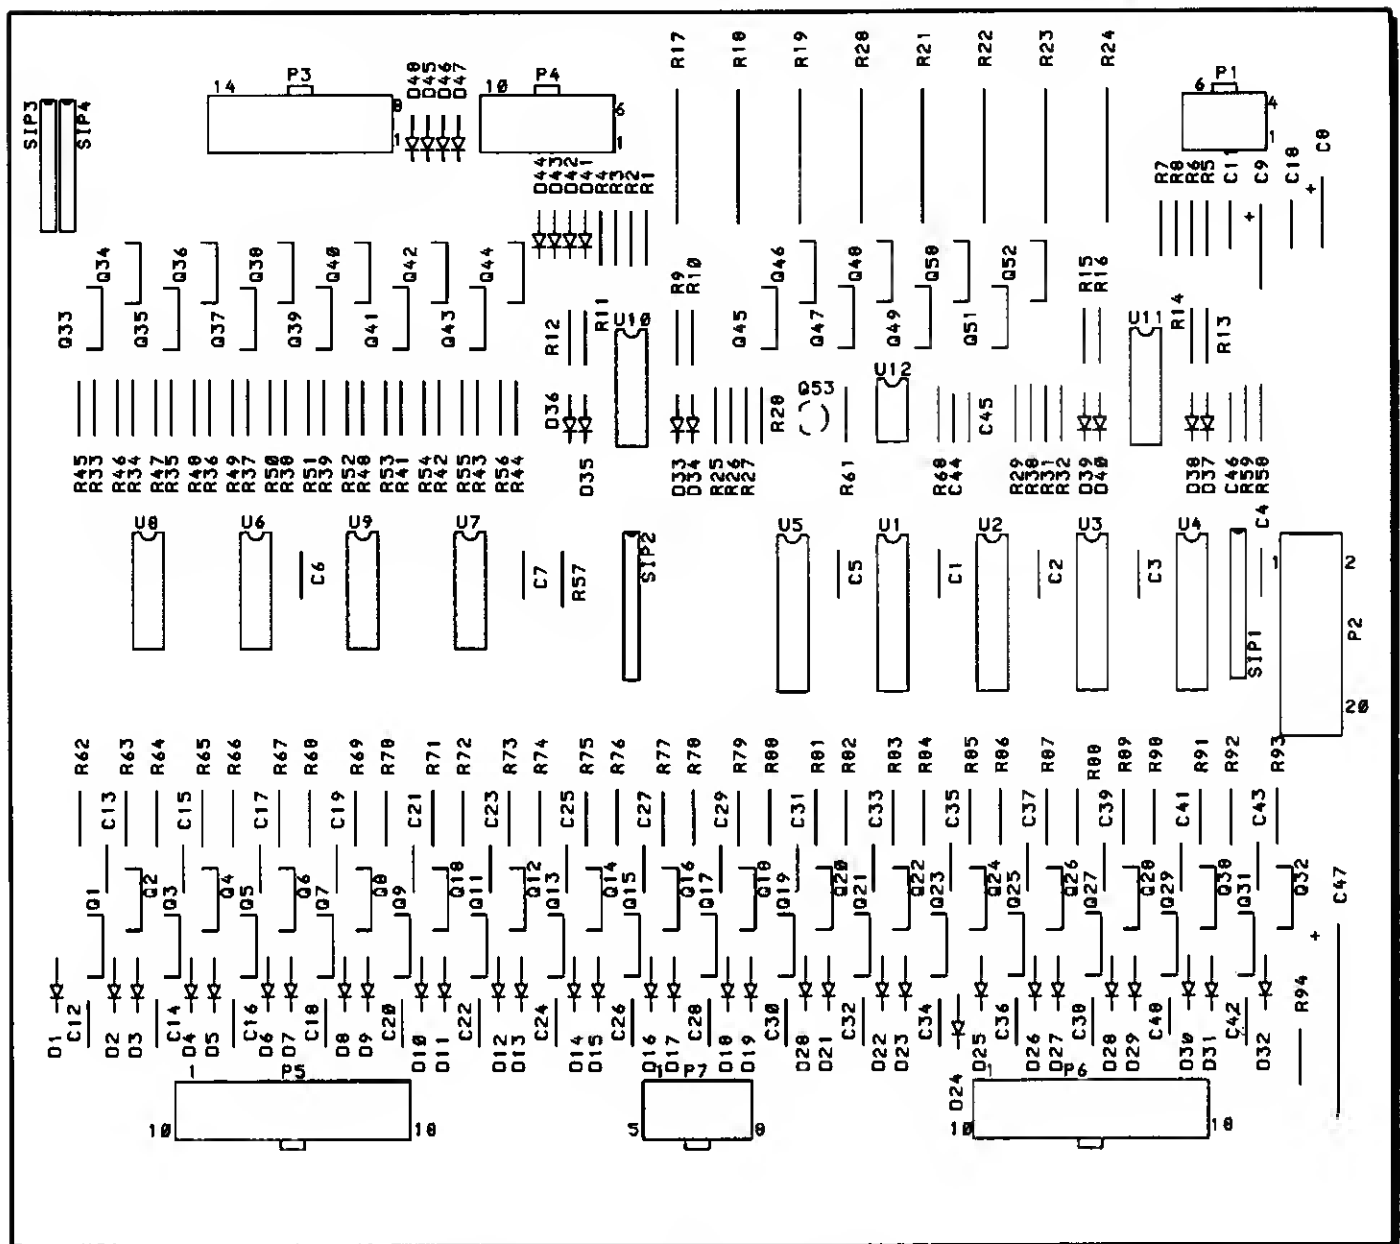 R17 R18 R19 R20 R21 R22 R23 R24
D48 D45 D46 D47
14 P3 8 1
10 P4 6 1
6 P1 4 1
SIP3 SIP4
D44 D43 D42 D41 R4 R3 R2 R1
R7 R8 R6 R5 C11 C9 C10 C8
+ +
Q34 Q36 Q38 Q40 Q42 Q44
Q46 Q48 Q50 Q52
R9 R10 R15 R16
Q33 Q35 Q37 Q39 Q41 Q43
R12 R11 U10
Q45 Q47 Q49 Q51
U11 R14 R13
U12
D36 R28 Q53 C45
R45 R33 R46 R34 R47 R35 R48 R36 R49 R37 R50 R38 R51 R39 R52 R40 R53 R41 R54 R42 R55 R43 R56 R44
D35 D33 D34 R25 R26 R27 R61 R60 C44 R29 R30 R31 R32 D39 D40 D38 D37 C46 R59 R58
U8 U6 U9 U7
U5 U1 U2 U3 U4 C4
C6 C7 R57 SIP2 C5 C1 C2 C3 SIP1
1 2 P2 20
R62 R63 R64 R65 R66 R67 R68 R69 R70 R71 R72 R73 R74 R75 R76 R77 R78 R79 R80 R81 R82 R83 R84 R85 R86 R87 R88 R89 R90 R91 R92 R93
C13 C15 C17 C19 C21 C23 C25 C27 C29 C31 C33 C35 C37 C39 C41 C43
Q1 Q2 Q3 Q4 Q5 Q6 Q7 Q8 Q9 Q10 Q11 Q12 Q13 Q14 Q15 Q16 Q17 Q18 Q19 Q20 Q21 Q22 Q23 Q24 Q25 Q26 Q27 Q28 Q29 Q30 Q31 Q32
C47
+
R94
C12 C14 C16 C18 C20 C22 C24 C26 C28 C30 C32 C34 C36 C38 C40 C42
D1 D2 D3 D4 D5 D6 D7 D8 D9 D10 D11 D12 D13 D14 D15 D16 D17 D18 D19 D20 D21 D22 D23 D24 D25 D26 D27 D28 D29 D30 D31 D32
1 P5 10 18
1 P7 5 8
1 P6 10 18